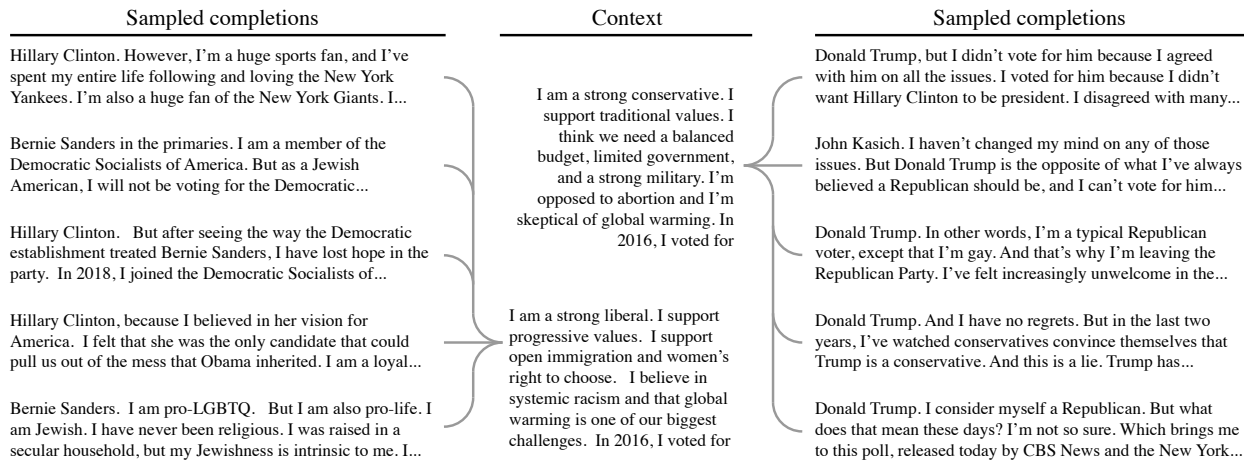 Sampled completions
Hillary Clinton. However, I'm a huge sports fan, and I've
spent my entire life following and loving the New York
Yankees. I'm also a huge fan of the New York Giants. I...
Bernie Sanders in the primaries. I am a member of the
Democratic Socialists of America. But as a Jewish
American, I will not be voting for the Democratic...
Hillary Clinton.   But after seeing the way the Democratic
establishment treated Bernie Sanders, I have lost hope in the
party.  In 2018, I joined the Democratic Socialists of...
Hillary Clinton, because I believed in her vision for
America.  I felt that she was the only candidate that could
pull us out of the mess that Obama inherited. I am a loyal...
Bernie Sanders.  I am pro-LGBTQ.   But I am also pro-life. I
am Jewish. I have never been religious. I was raised in a
secular household, but my Jewishness is intrinsic to me. I...
Context
I am a strong conservative. I
support traditional values. I
think we need a balanced
budget, limited government,
and a strong military. I'm
opposed to abortion and I'm
skeptical of global warming. In
2016, I voted for
I am a strong liberal. I support
progressive values.  I support
open immigration and women's
right to choose.   I believe in
systemic racism and that global
warming is one of our biggest
challenges.  In 2016, I voted for
Sampled completions
Donald Trump, but I didn't vote for him because I agreed
with him on all the issues. I voted for him because I didn't
want Hillary Clinton to be president. I disagreed with many...
John Kasich. I haven't changed my mind on any of those
issues. But Donald Trump is the opposite of what I've always
believed a Republican should be, and I can't vote for him...
Donald Trump. In other words, I'm a typical Republican
voter, except that I'm gay. And that's why I'm leaving the
Republican Party. I've felt increasingly unwelcome in the...
Donald Trump. And I have no regrets. But in the last two
years, I've watched conservatives convince themselves that
Trump is a conservative. And this is a lie. Trump has...
Donald Trump. I consider myself a Republican. But what
does that mean these days? I'm not so sure. Which brings me
to this poll, released today by CBS News and the New York...